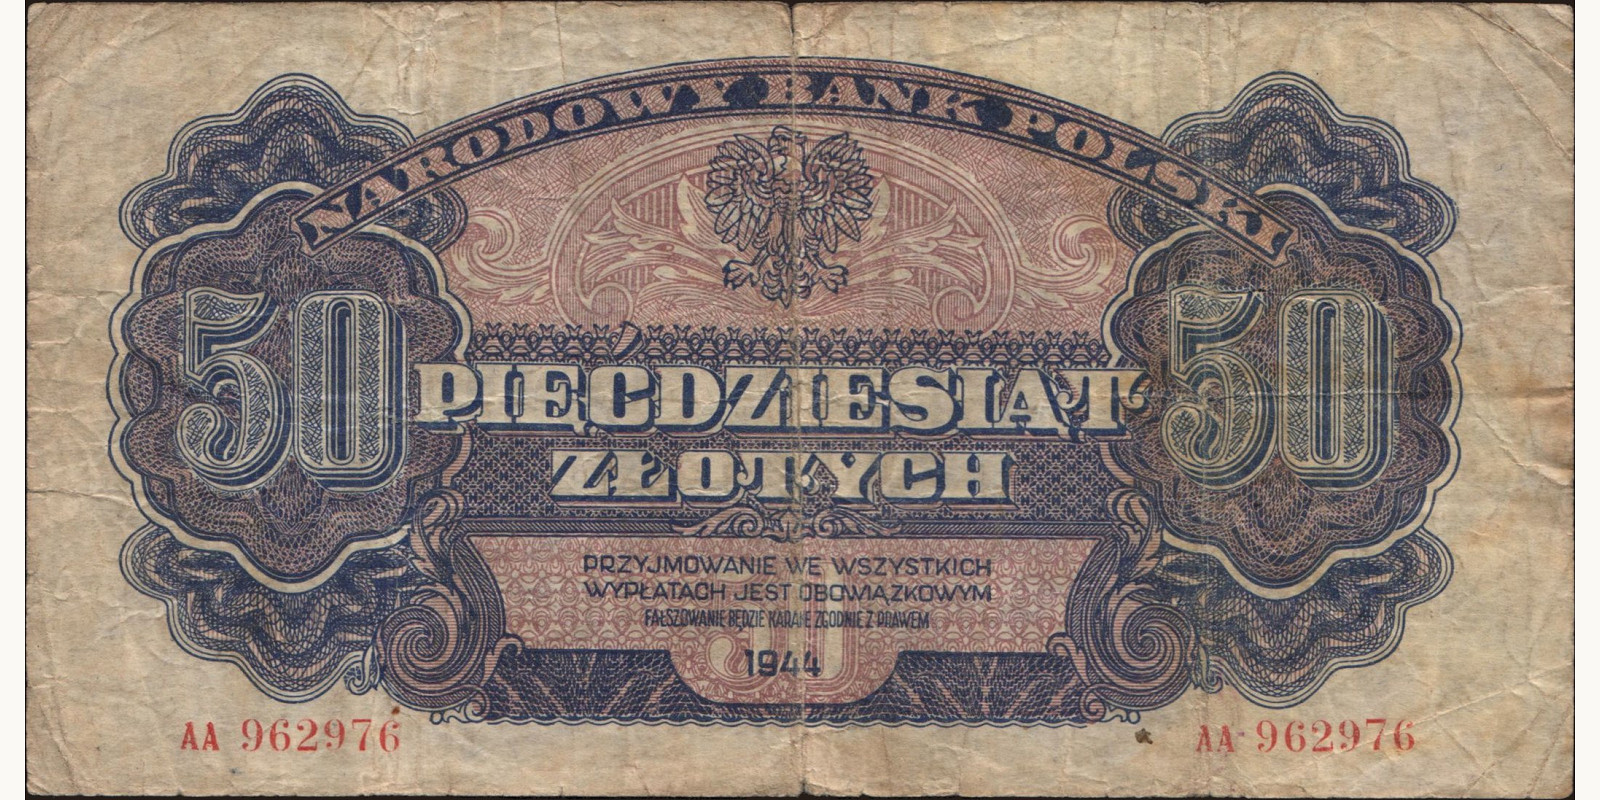 NARODOWY BANK POLSKI
50 50
PIĘĆDZIESIĄT
ZŁOTYCH
50
PRZYJMOWANIE WE WSZYSTKICH
WYPŁATACH JEST OBOWIĄZKOWYM
FAŁSZOWANIE BĘDZIE KARANE ZGODNIE Z PRAWEM
1944
AA 962976 AA 962976